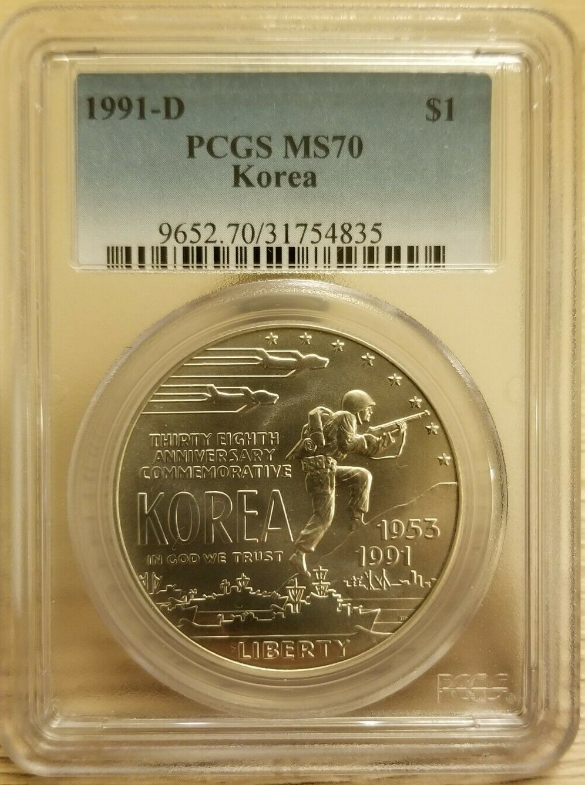 1991-D $1
PCGS MS70
Korea
9652.70/31754835
THIRTY EIGHTH
ANNIVERSARY
COMMEMORATIVE
KOREA
IN GOD WE TRUST
1953
1991
LIBERTY
PCGS